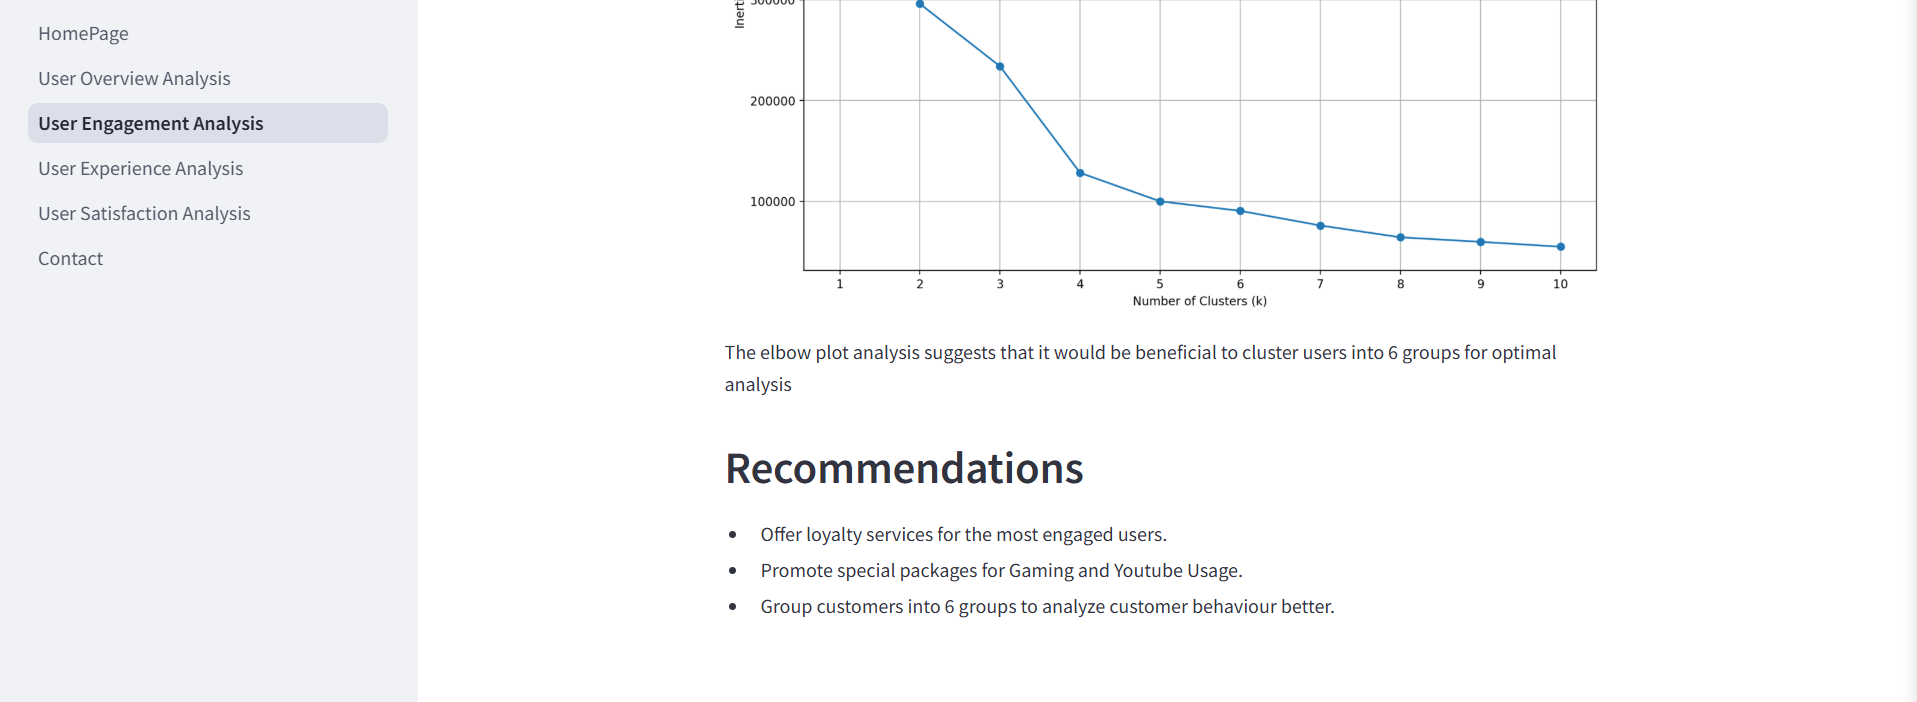 HomePage
User Overview Analysis
User Engagement Analysis
User Experience Analysis
User Satisfaction Analysis
Contact
300000
200000
100000
1 2 3 4 5 6 7 8 9 10
Number of Clusters (k)
The elbow plot analysis suggests that it would be beneficial to cluster users into 6 groups for optimal
analysis
Recommendations
• Offer loyalty services for the most engaged users.
• Promote special packages for Gaming and Youtube Usage.
• Group customers into 6 groups to analyze customer behaviour better.